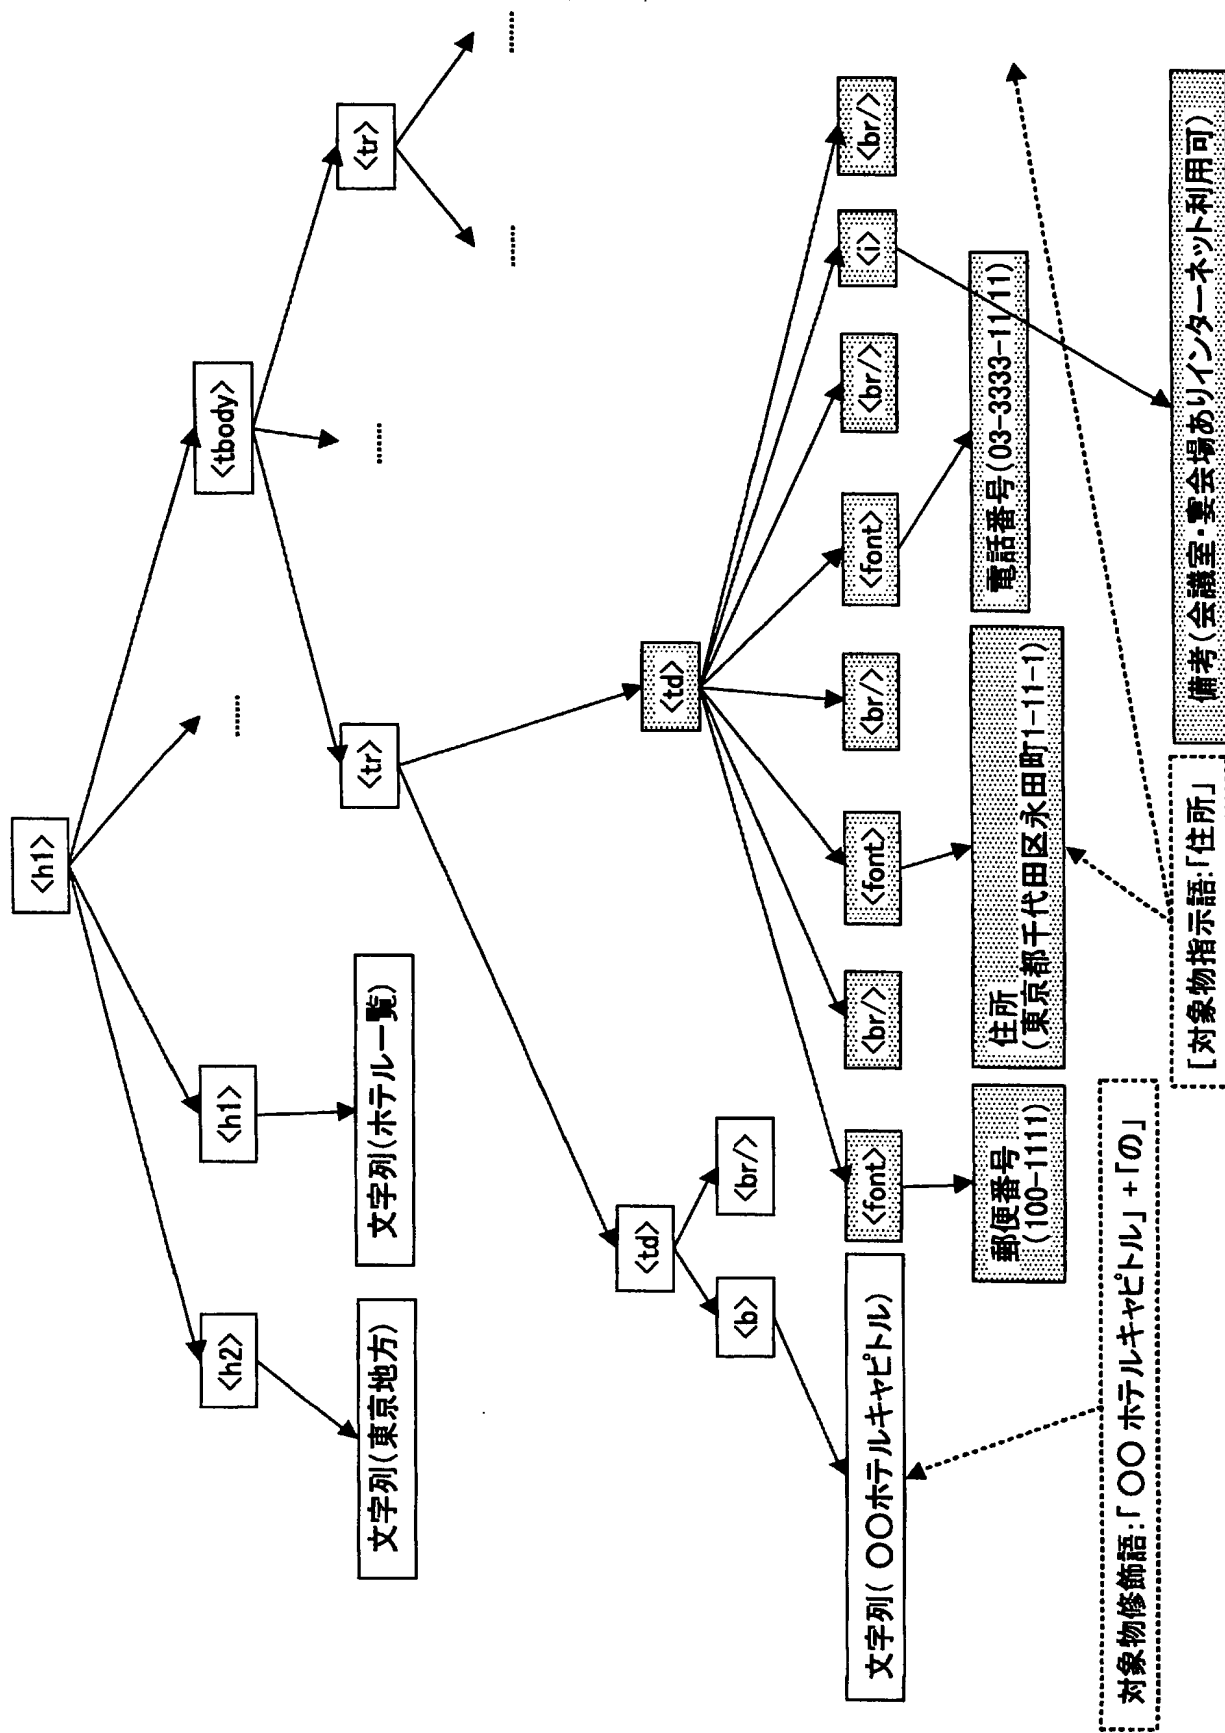 <h1>
<h2>
<h1>
......
<tbody>
文字列(東京地方)
文字列(ホテル一覧)
<tr>
......
<tr>
......
......
<td>
<td>
<b>
<br/>
文字列( 〇〇ホテルキャピトル)
<font>
<br/>
<font>
<br/>
<font>
<br/>
<i>
<br/>
郵便番号
(100-1111)
住所
(東京都千代田区永田町1-11-1)
電話番号(03-3333-1111)
対象物修飾語:「 〇〇 ホテルキャピトル」+「の」
[対象物指示語:「住所」
備考(会議室・宴会場ありインターネット利用可)